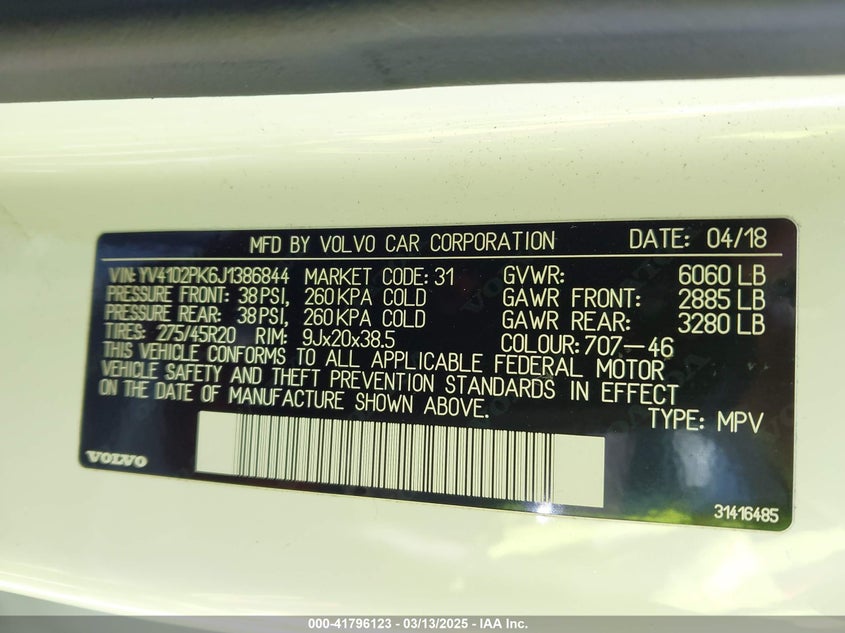 MFD BY VOLVO CAR CORPORATION DATE: 04/18
VIN: YV41D2PK6J1386844 MARKET CODE: 31 GVWR: 6060 LB
PRESSURE FRONT: 38 PSI, 260 KPA COLD GAWR FRONT: 2885 LB
PRESSURE REAR: 38 PSI, 260 KPA COLD GAWR REAR: 3280 LB
TIRES: 275/45R20 RIM: 9Jx20x38.5 COLOUR: 707-46
THIS VEHICLE CONFORMS TO ALL APPLICABLE FEDERAL MOTOR
VEHICLE SAFETY AND THEFT PREVENTION STANDARDS IN EFFECT
ON THE DATE OF MANUFACTURE SHOWN ABOVE.
TYPE: MPV
VOLVO
31416485
000-41796123 - 03/13/2025 - IAA Inc.